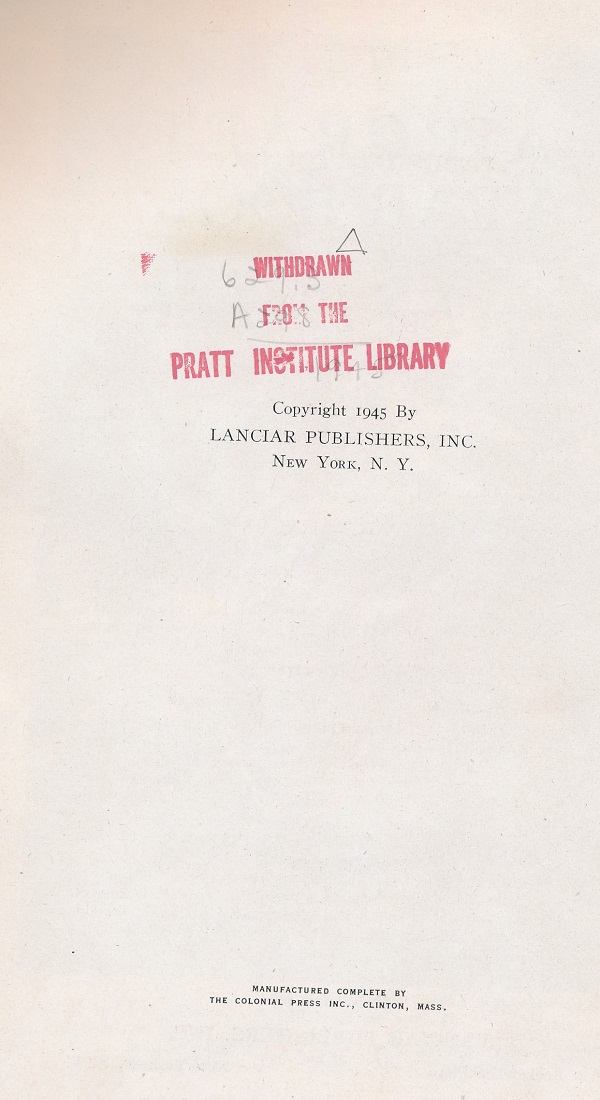 WITHDRAWN
FROM THE
PRATT INSTITUTE LIBRARY
1945
Copyright 1945 By
LANCIAR PUBLISHERS, INC.
NEW YORK, N. Y.
MANUFACTURED COMPLETE BY
THE COLONIAL PRESS INC., CLINTON, MASS.